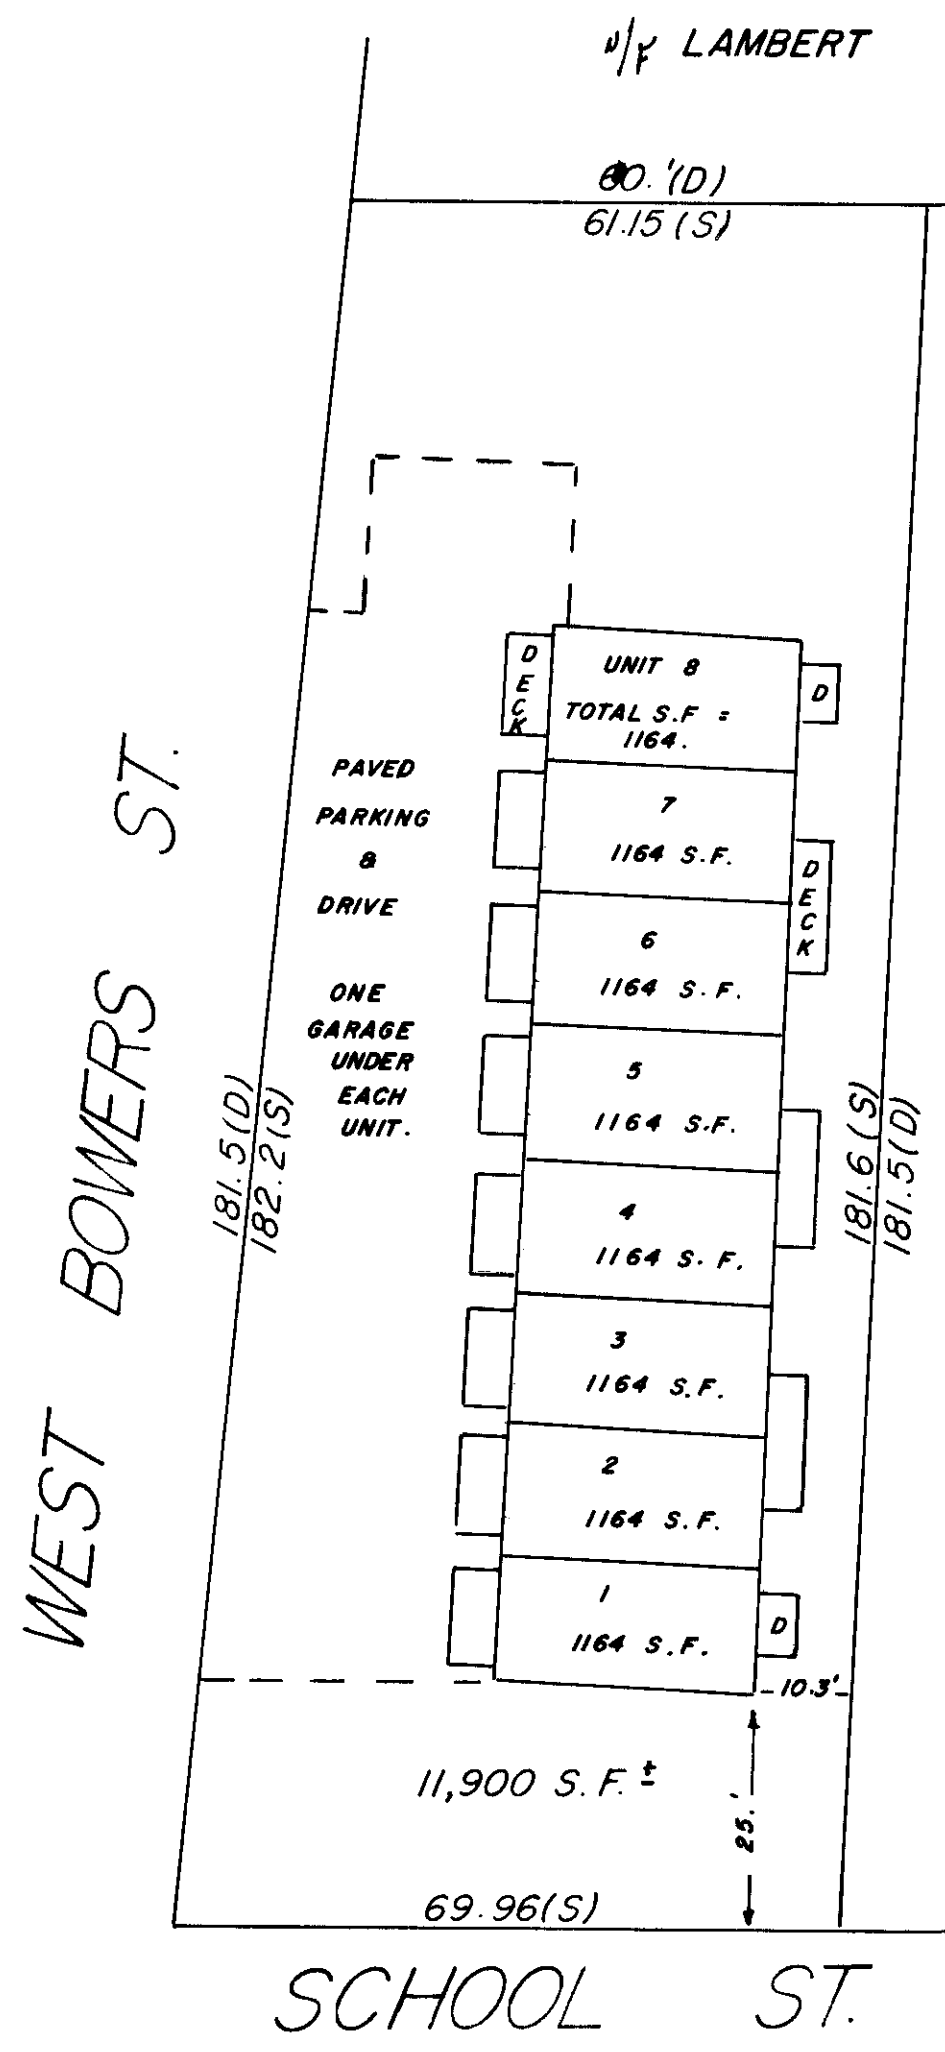 N/F LAMBERT
60.'(D)
61.15 (S)
UNIT 8
TOTAL S.F =
1164.
DECK
D
PAVED
PARKING
&
DRIVE
7
1164 S.F.
DECK
6
1164 S.F.
ONE
GARAGE
UNDER
EACH
UNIT.
5
1164 S.F.
181.5(D)
182.2(S)
181.6(S)
181.5(D)
4
1164 S.F.
3
1164 S.F.
2
1164 S.F.
1
1164 S.F.
D
10.3'
11,900 S.F. ±
25.'
69.96(S)
WEST BOWERS ST.
SCHOOL ST.